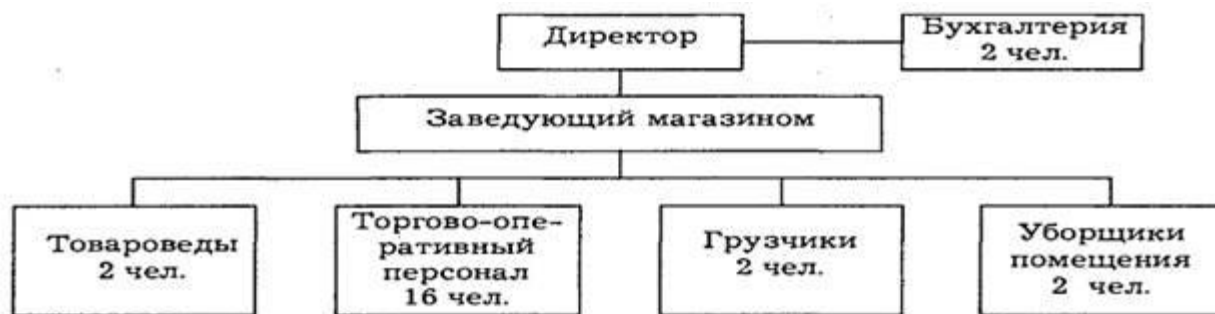 Директор
Бухгалтерия
2 чел.
Заведующий магазином
Товароведы
2 чел.
Торгово-опе-
ративный
персонал
16 чел.
Грузчики
2 чел.
Уборщики
помещения
2 чел.